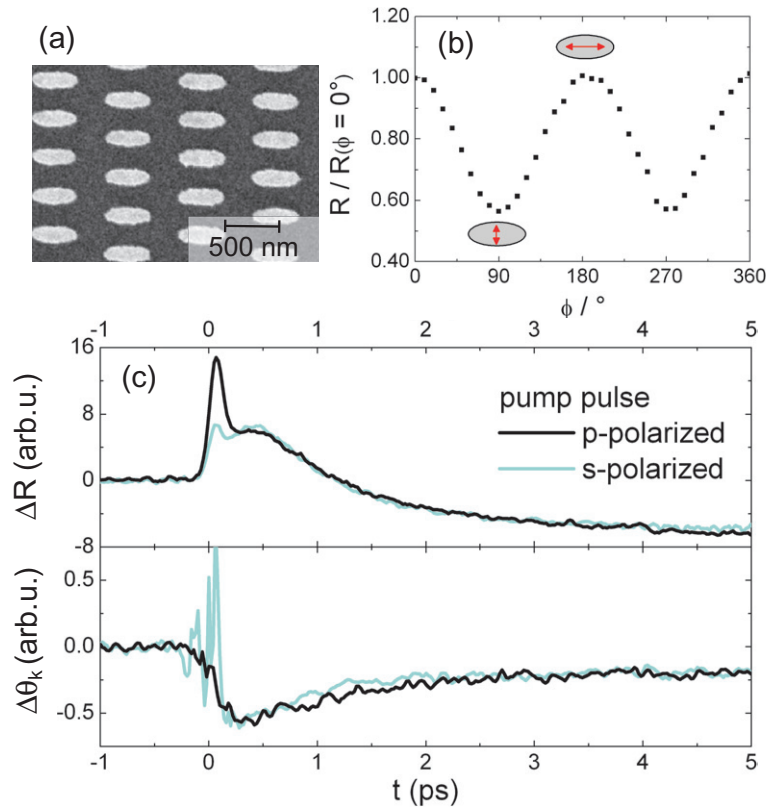 (a)
500 nm
(b)
R / R(ϕ = 0°)
1.00
0.80
0.60
0.40
0 90 180 270 360
ϕ / °
-1 0 1 2 3 4 5
(c)
ΔR (arb.u.)
16
8
0
-8
pump pulse
p-polarized
s-polarized
Δθk (arb.u.)
0.5
0.0
-0.5
-1 0 1 2 3 4 5
t (ps)